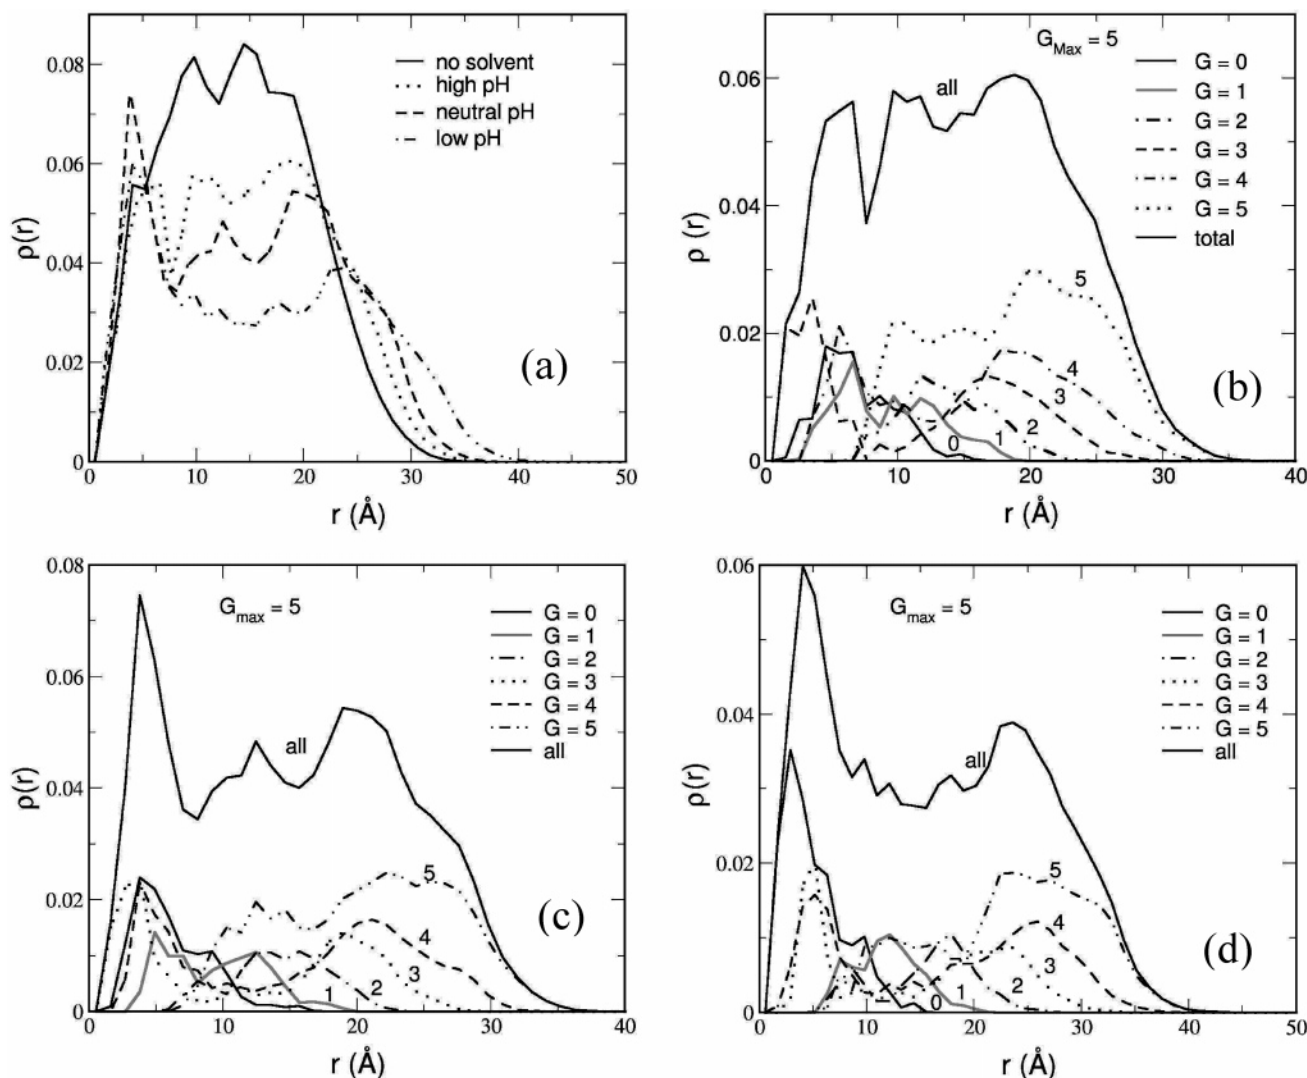 0.08
0.06
0.04
0.02
0
ρ(r)
no solvent
high pH
neutral pH
low pH
(a)
0 10 20 30 40 50
r (Å)
0.06
0.04
0.02
0
ρ (r)
G_Max = 5
all
G = 0
G = 1
G = 2
G = 3
G = 4
G = 5
total
5
4
3
2
1
0
(b)
0 10 20 30 40
r (Å)
0.08
0.06
0.04
0.02
0
ρ(r)
G_max = 5
all
G = 0
G = 1
G = 2
G = 3
G = 4
G = 5
all
5
4
3
2
1
(c)
0 10 20 30 40
r (Å)
0.06
0.04
0.02
0
ρ(r)
G_max = 5
all
G = 0
G = 1
G = 2
G = 3
G = 4
G = 5
all
5
4
3
2
1
0
(d)
0 10 20 30 40 50
r (Å)